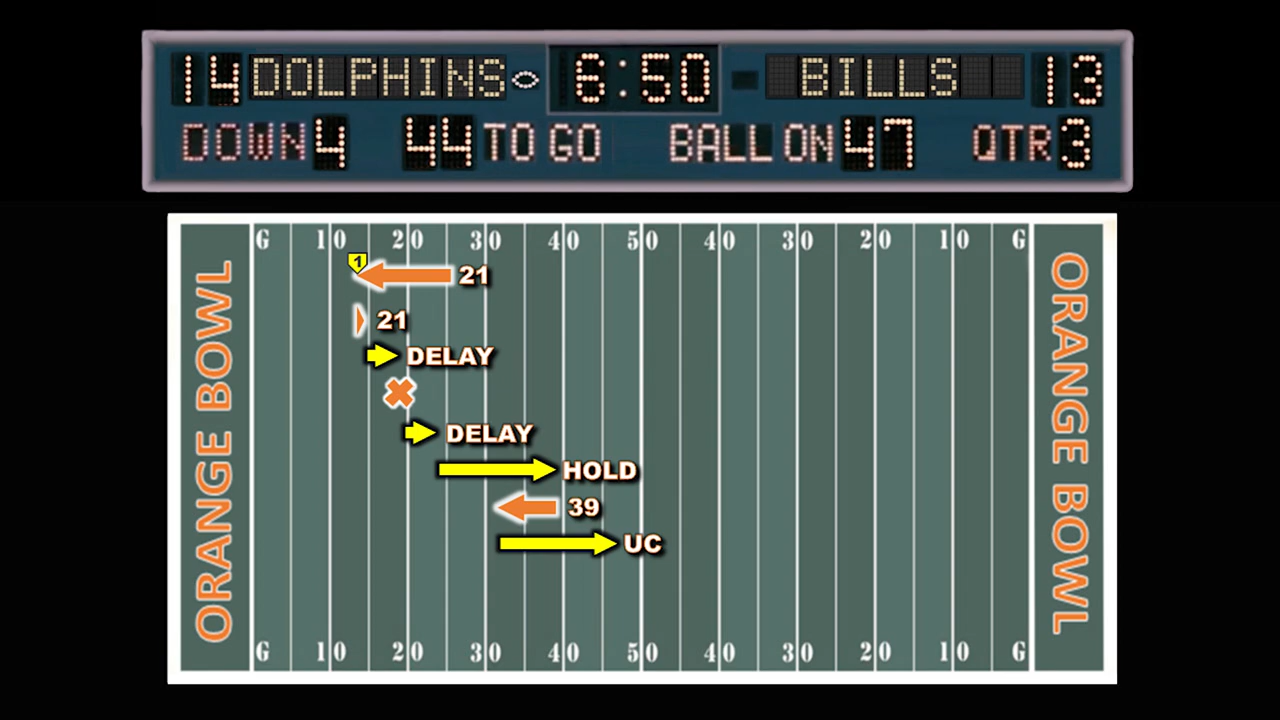 14 DOLPHINS 6:50 BILLS 13
DOWN 4 44 TO GO BALL ON 47 QTR 3
G 10 20 30 40 50 40 30 20 10 G
1
21
21
DELAY
DELAY
HOLD
39
UC
G 10 20 30 40 50 40 30 20 10 G
ORANGE BOWL
ORANGE BOWL